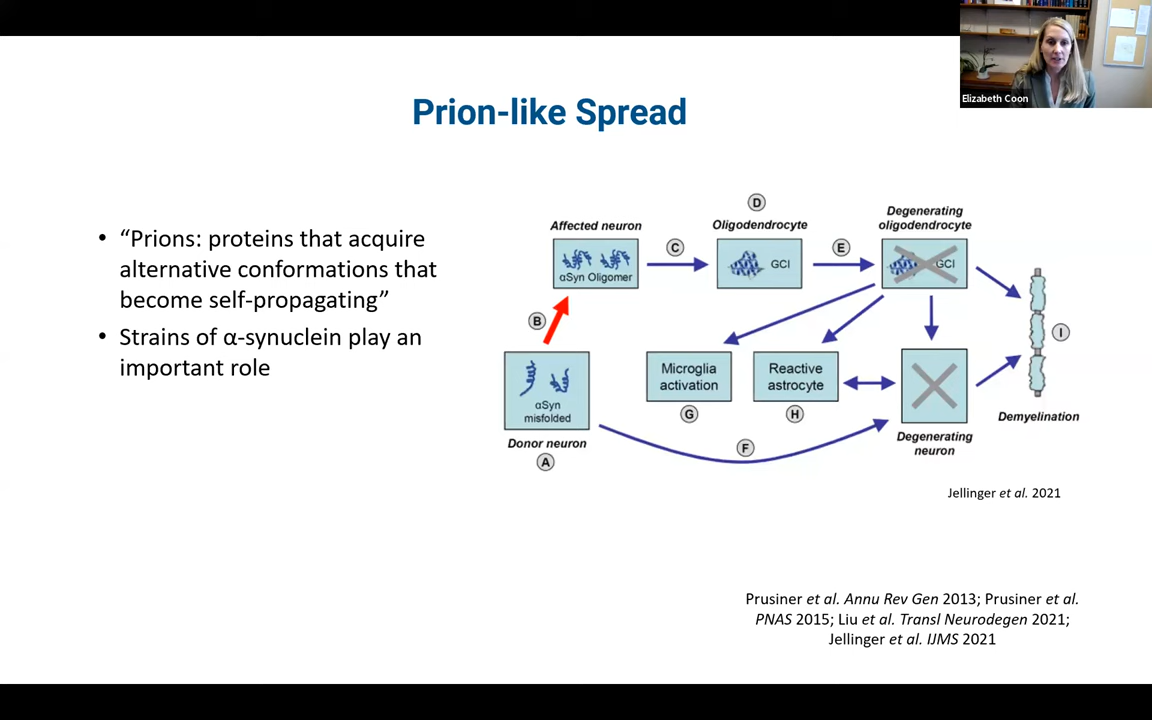 Elizabeth Coon
Prion-like Spread
• “Prions: proteins that acquire
alternative conformations that
become self-propagating”
• Strains of α-synuclein play an
important role
D
Affected neuron
Oligodendrocyte
Degenerating
oligodendrocyte
C
E
αSyn Oligomer
GCI
GCI
B
I
αSyn
misfolded
Microglia
activation
Reactive
astrocyte
G
H
Demyelination
Donor neuron
A
F
Degenerating
neuron
Jellinger et al. 2021
Prusiner et al. Annu Rev Gen 2013; Prusiner et al.
PNAS 2015; Liu et al. Transl Neurodegen 2021;
Jellinger et al. IJMS 2021